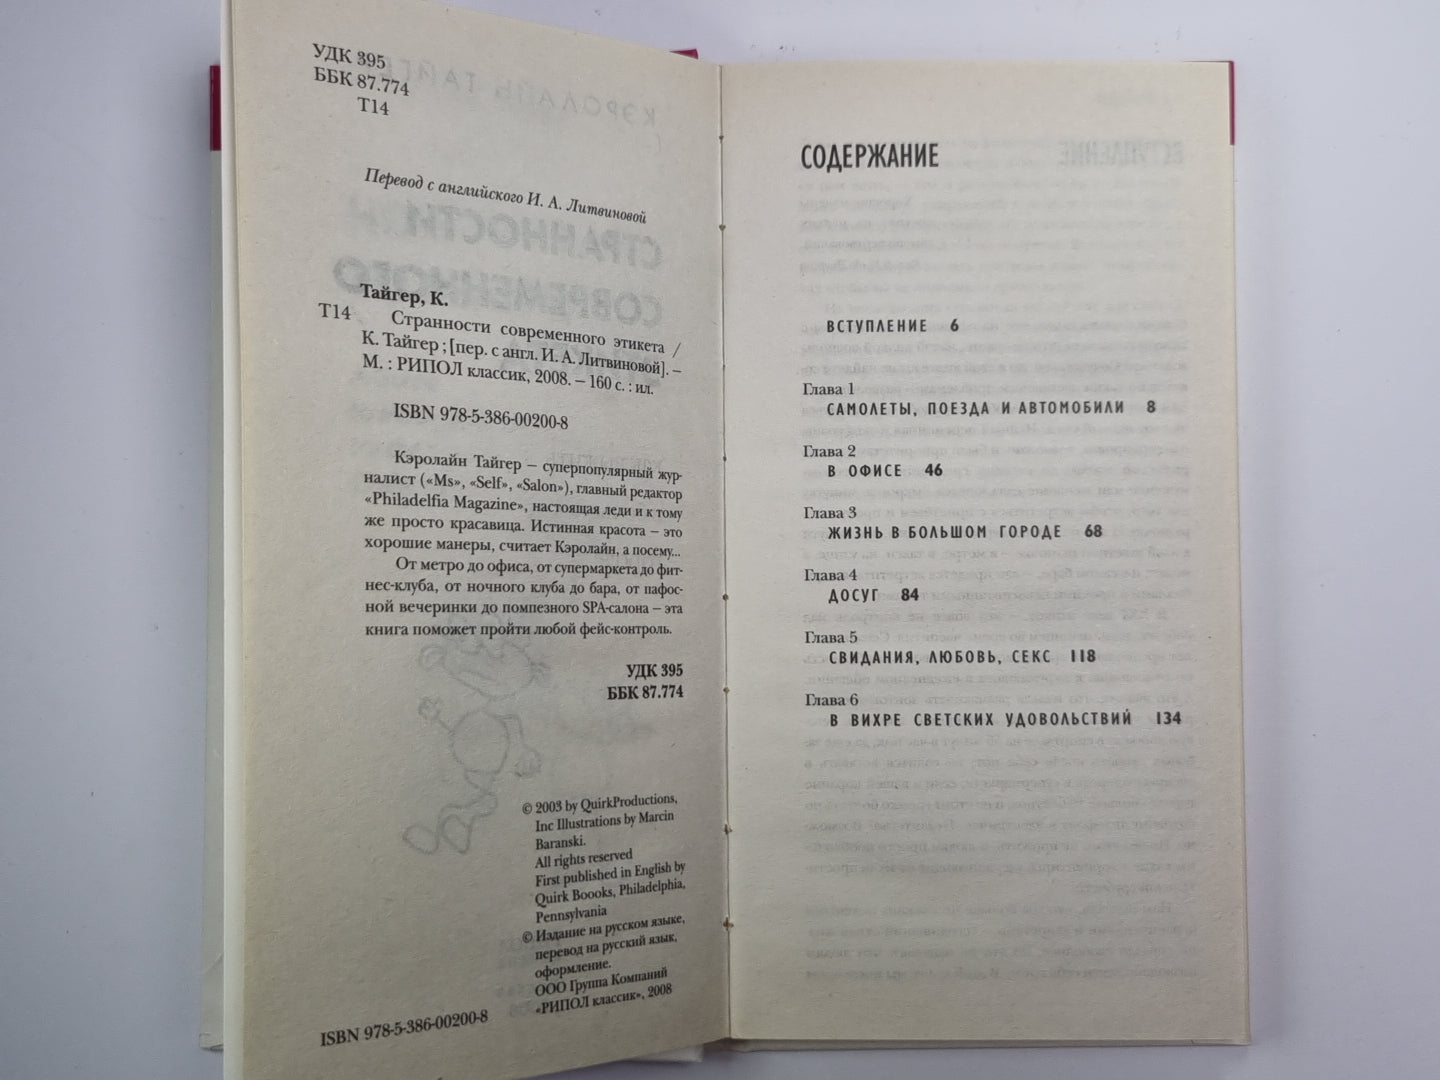 УДК 395
ББК 87.774
Т14
Перевод с английского И. А. Литвиновой
Тайгер, К.
Т14 Странности современного этикета /
К. Тайгер ; [пер. с англ. И. А. Литвиновой]. –
М. : РИПОЛ классик, 2008. – 160 с. : ил.
ISBN 978-5-386-00200-8
Кэролайн Тайгер – суперпопулярный жур-
налист («Ms», «Self», «Salon»), главный редактор
«Philadelfia Magazine», настоящая леди и к тому
же просто красавица. Истинная красота – это
хорошие манеры, считает Кэролайн, а посему...
От метро до офиса, от супермаркета до фит-
нес-клуба, от ночного клуба до бара, от пафос-
ной вечеринки до помпезного SPA-салона – эта
книга поможет пройти любой фейс-контроль.
УДК 395
ББК 87.774
© 2003 by QuirkProductions,
Inc Illustrations by Marcin
Baranski.
All rights reserved
First published in English by
Quirk Boooks, Philadelphia,
Pennsylvania
© Издание на русском языке,
перевод на русский язык,
оформление.
ООО Группа Компаний
«РИПОЛ классик», 2008
ISBN 978-5-386-00200-8
СОДЕРЖАНИЕ
ВСТУПЛЕНИЕ 6
Глава 1
САМОЛЕТЫ, ПОЕЗДА И АВТОМОБИЛИ 8
Глава 2
В ОФИСЕ 46
Глава 3
ЖИЗНЬ В БОЛЬШОМ ГОРОДЕ 68
Глава 4
ДОСУГ 84
Глава 5
СВИДАНИЯ, ЛЮБОВЬ, СЕКС 118
Глава 6
В ВИХРЕ СВЕТСКИХ УДОВОЛЬСТВИЙ 134